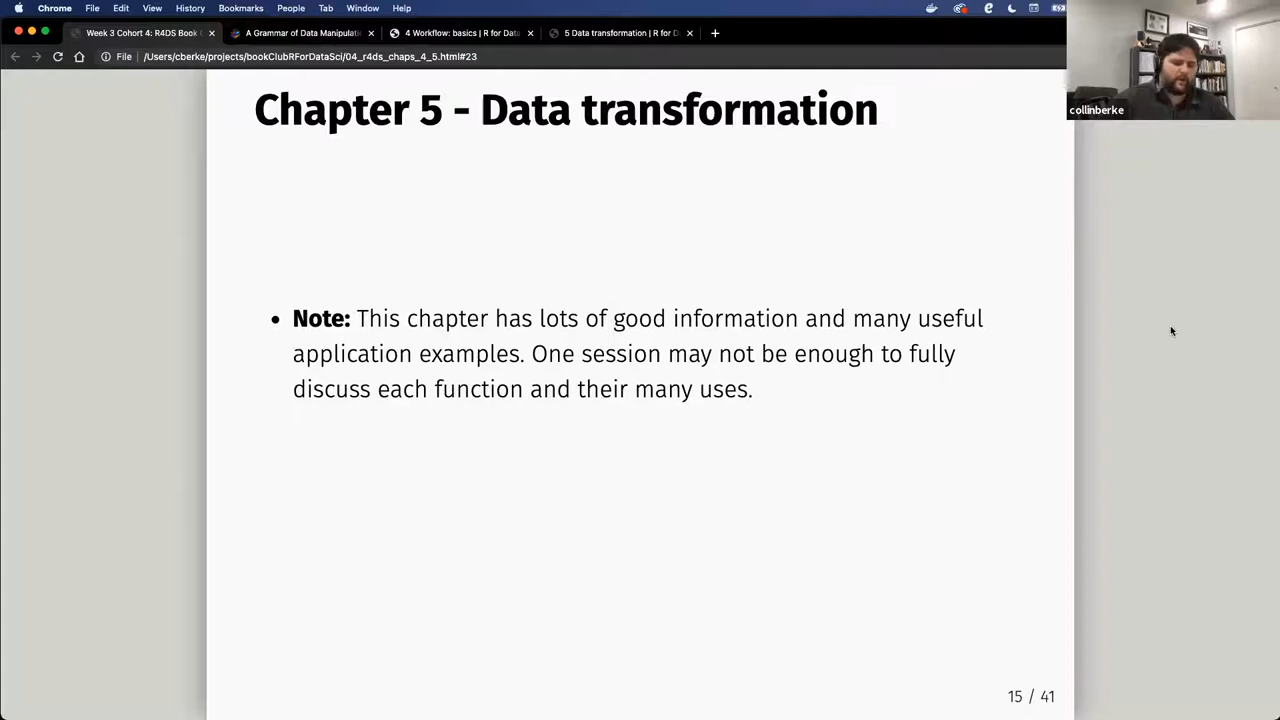 Chrome File Edit View History Bookmarks People Tab Window Help
Week 3 Cohort 4: R4DS Book A Grammar of Data Manipulati 4 Workflow: basics | R for Data 5 Data transformation | R for D
File /Users/cberke/projects/bookClubRForDataSci/04_r4ds_chaps_4_5.html#23
collinberke
Chapter 5 - Data transformation
Note: This chapter has lots of good information and many useful
application examples. One session may not be enough to fully
discuss each function and their many uses.
15 / 41